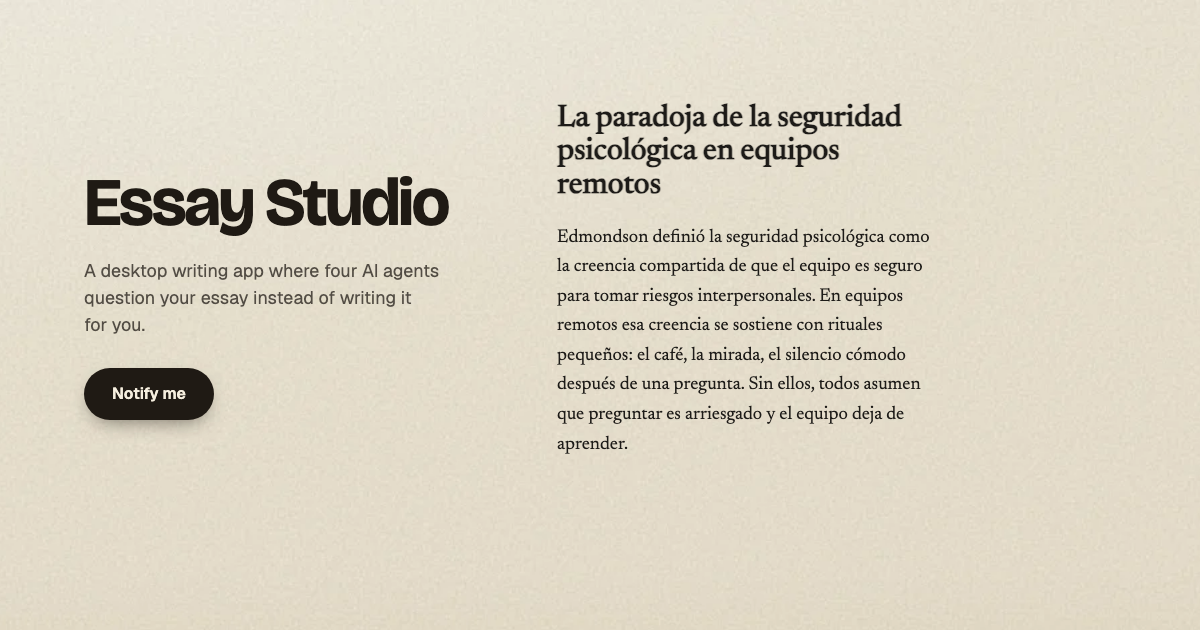 Essay Studio
A desktop writing app where four AI agents
question your essay instead of writing it
for you.
Notify me
La paradoja de la seguridad
psicológica en equipos
remotos
Edmondson definió la seguridad psicológica como
la creencia compartida de que el equipo es seguro
para tomar riesgos interpersonales. En equipos
remotos esa creencia se sostiene con rituales
pequeños: el café, la mirada, el silencio cómodo
después de una pregunta. Sin ellos, todos asumen
que preguntar es arriesgado y el equipo deja de
aprender.